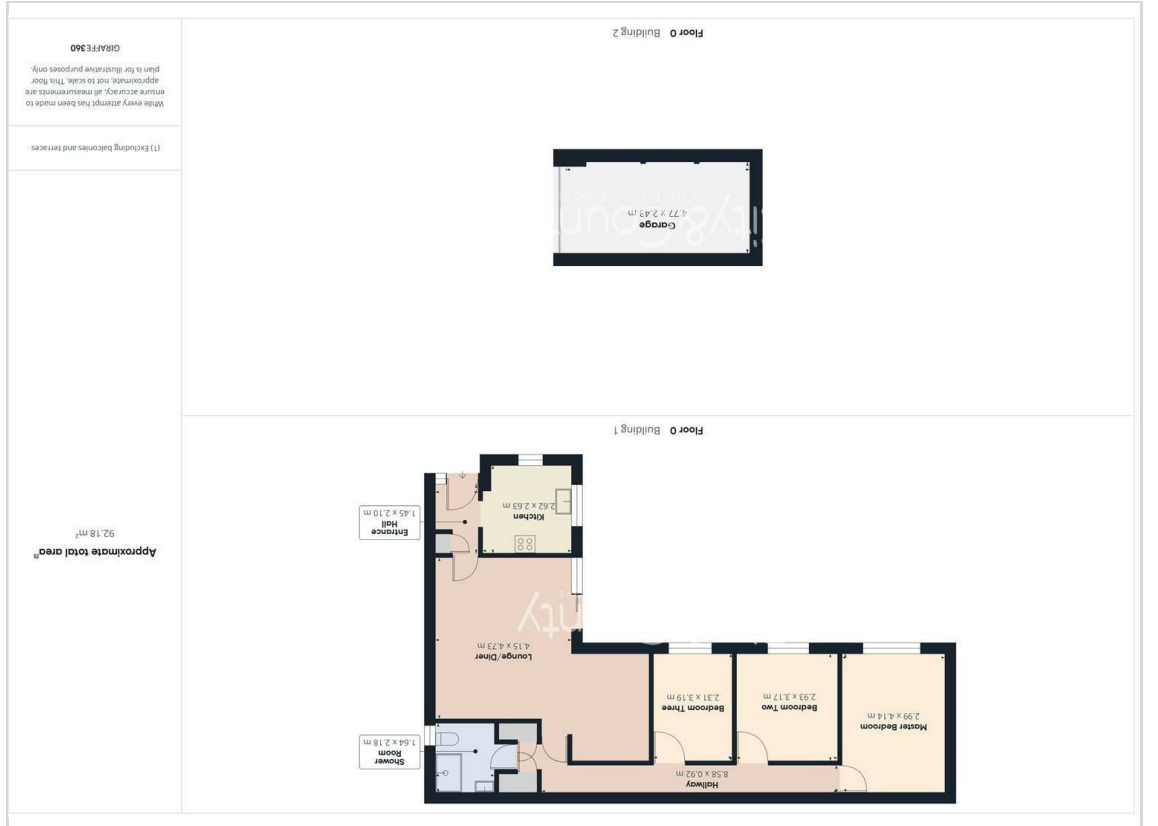 Hallway
8.58 x 0.92 m
Master Bedroom
2.99 x 4.14 m
Bedroom Two
2.93 x 3.17 m
Bedroom Three
2.31 x 3.19 m
Shower
Room
1.64 x 2.18 m
Lounge/Diner
4.15 x 4.73 m
Kitchen
2.62 x 2.63 m
Entrance
Hall
1.45 x 2.10 m
Floor 0 Building 1
Garage
4.77 x 2.43 m
Floor 0 Building 2
Approximate total area⁽¹⁾
92.18 m²
(1) Excluding balconies and terraces
While every attempt has been made to
ensure accuracy, all measurements are
approximate, not to scale. This floor
plan is for illustrative purposes only.
GIRAFFE360